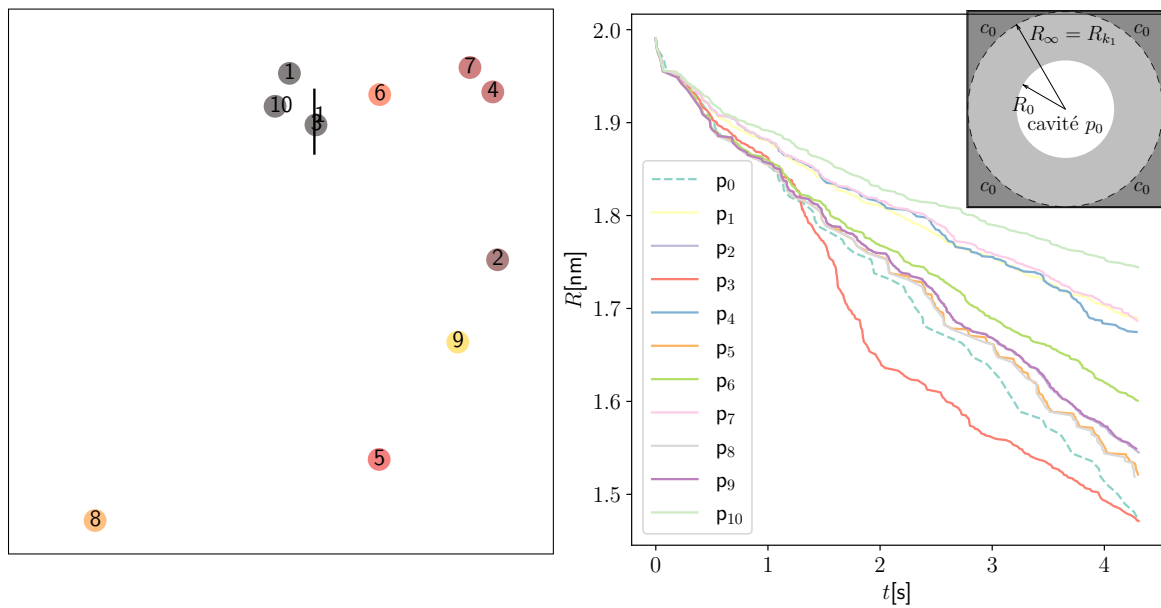 1
10
1
3
6
7
4
2
9
5
8
2.0
1.9
1.8
1.7
1.6
1.5
R[nm]
0
1
2
3
4
t[s]
p₀
p₁
p₂
p₃
p₄
p₅
p₆
p₇
p₈
p₉
p₁₀
c₀
c₀
R∞ = Rₖ₁
R₀
cavité p₀
c₀
c₀